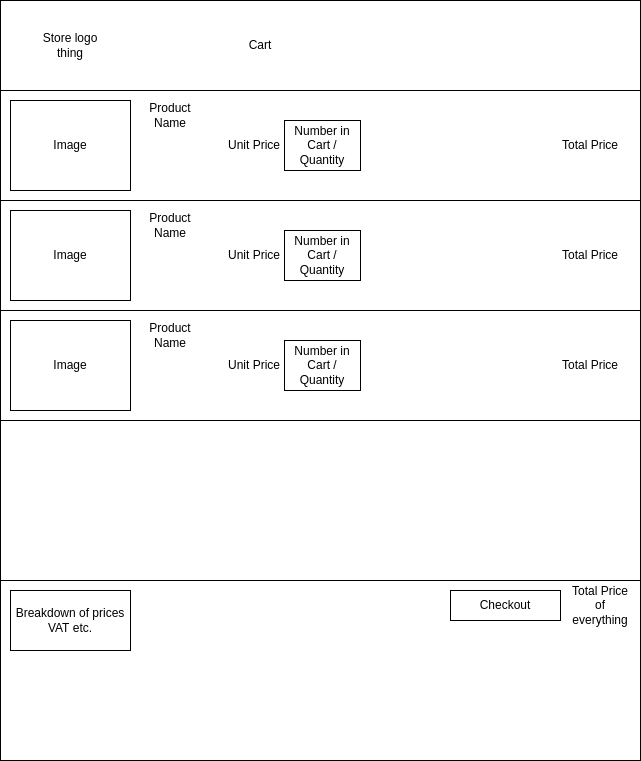 Store logo
thing
Cart
Image
Product
Name
Unit Price
Number in
Cart /
Quantity
Total Price
Image
Product
Name
Unit Price
Number in
Cart /
Quantity
Total Price
Image
Product
Name
Unit Price
Number in
Cart /
Quantity
Total Price
Breakdown of prices
VAT etc.
Checkout
Total Price
of
everything